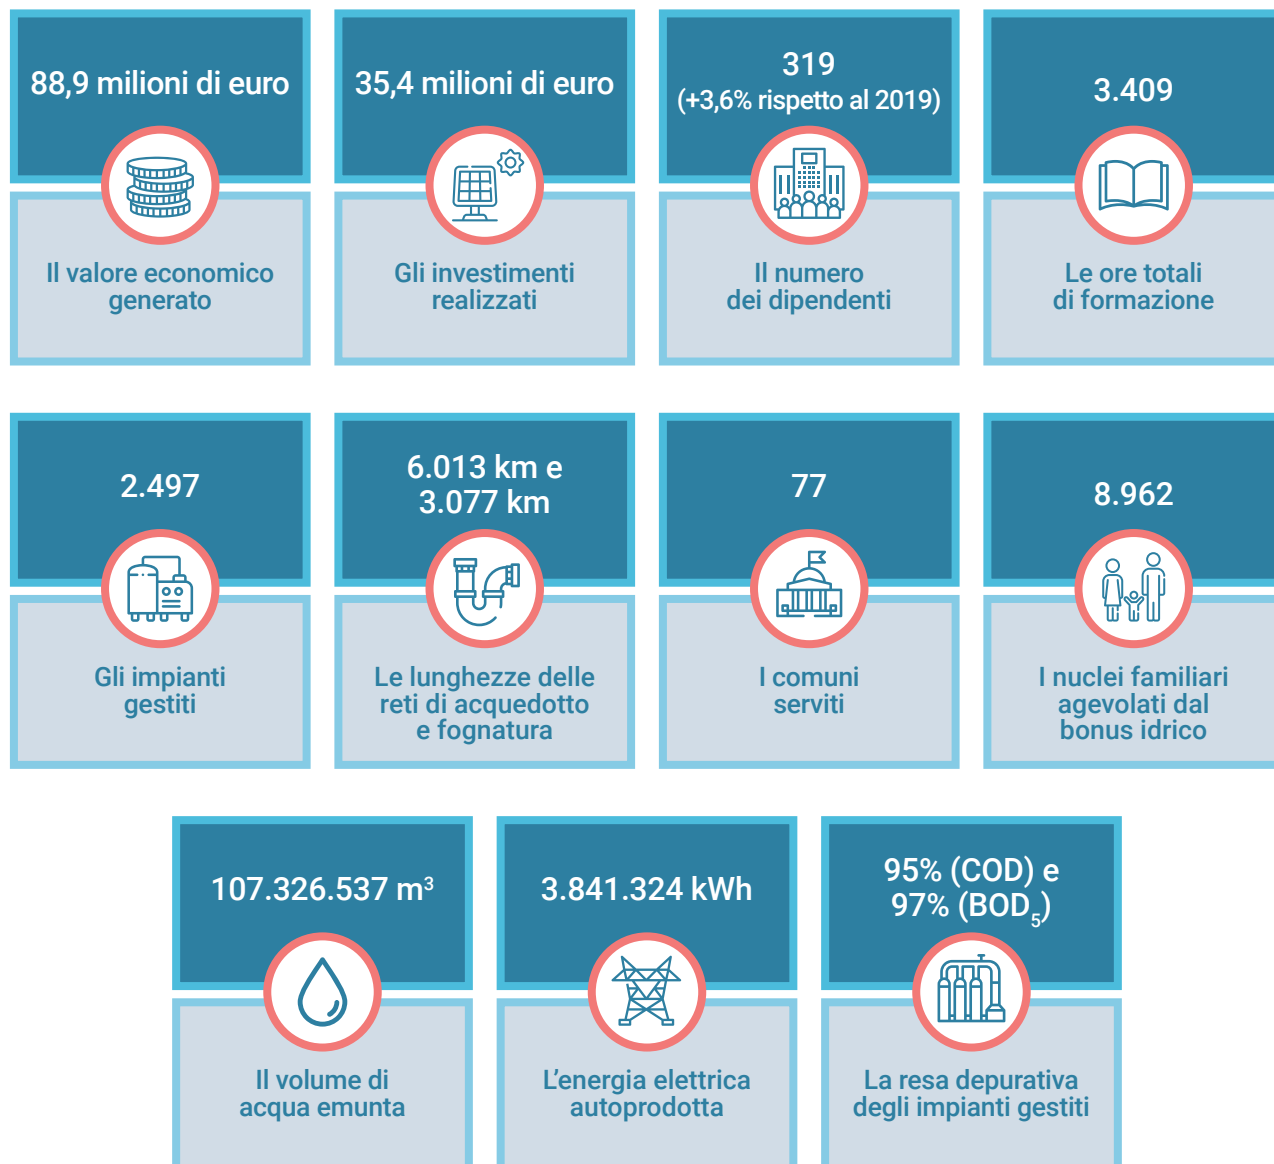 88,9 milioni di euro
Il valore economico
generato
35,4 milioni di euro
Gli investimenti
realizzati
319
(+3,6% rispetto al 2019)
Il numero
dei dipendenti
3.409
Le ore totali
di formazione
2.497
Gli impianti
gestiti
6.013 km e
3.077 km
Le lunghezze delle
reti di acquedotto
e fognatura
77
I comuni
serviti
8.962
I nuclei familiari
agevolati dal
bonus idrico
107.326.537 m³
Il volume di
acqua emunta
3.841.324 kWh
L’energia elettrica
autoprodotta
95% (COD) e
97% (BOD₅)
La resa depurativa
degli impianti gestiti